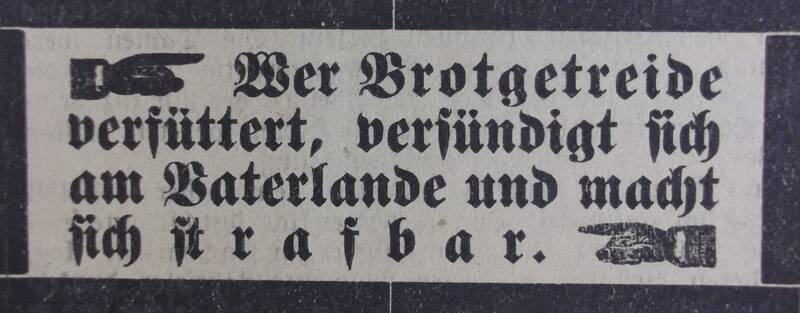 Wer Brotgetreide
verfüttert, versündigt sich
am Vaterlande und macht
sich strafbar.